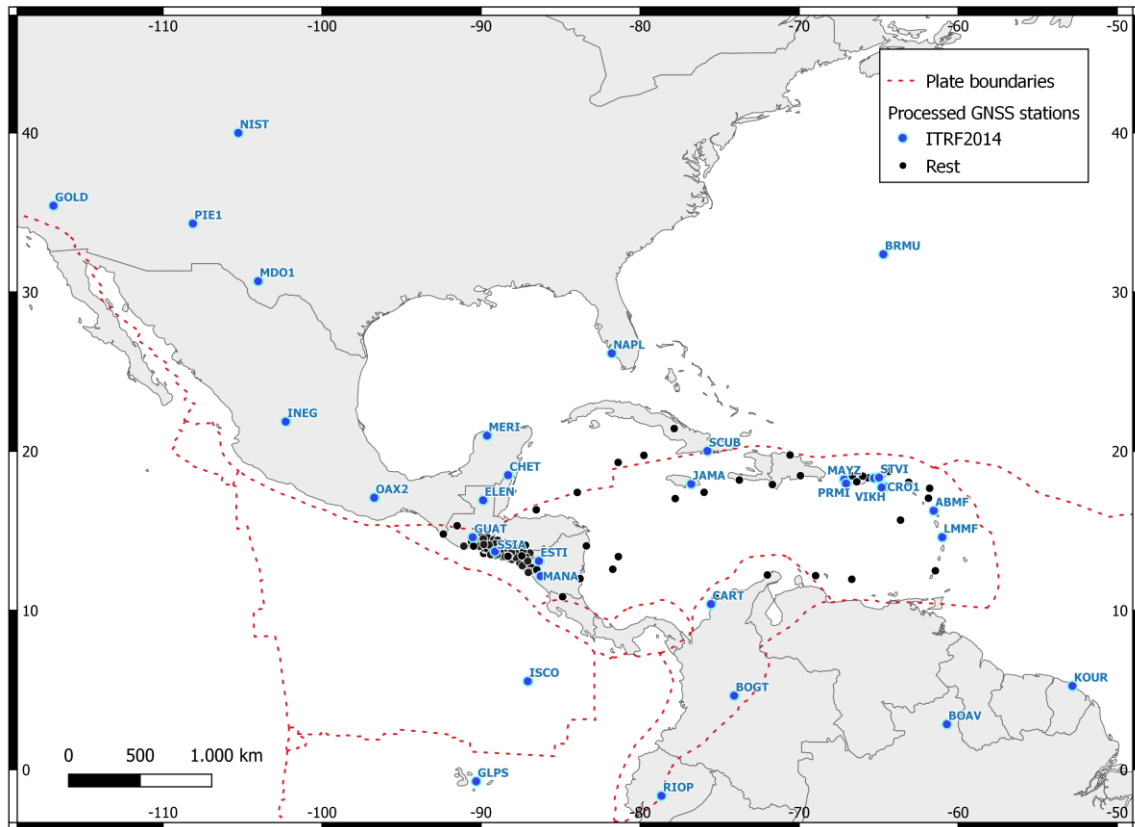 -110 -100 -90 -80 -70 -60 -50
Plate boundaries
Processed GNSS stations
ITRF2014
Rest
40 NIST 40
GOLD
PIE1
BRMU
MDO1
30 30
NAPL
INEG
MERI
SCUB
20 20
CHET
JAMA
MAYZ STVI
OAX2
ELEN
PRMI VIKH CRO1
ABMF
GUAT
LMMF
SSIA
ESTI
MANA
10 CART 10
ISCO
KOUR
BOGT
BOAV
0 500 1.000 km
0 GLPS 0
RIOP
-110 -100 -90 -80 -70 -60 -50